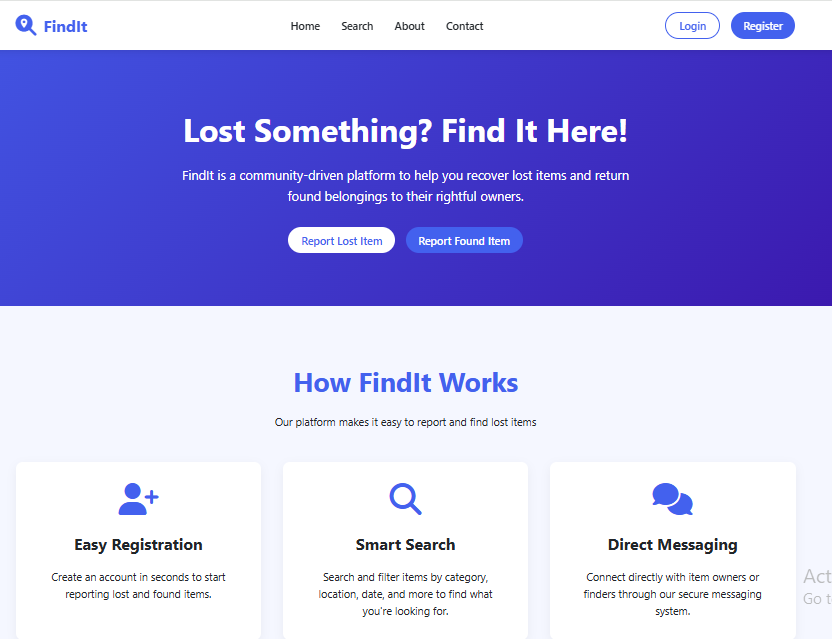 FindIt
Home Search About Contact
Login Register
Lost Something? Find It Here!
FindIt is a community-driven platform to help you recover lost items and return
found belongings to their rightful owners.
Report Lost Item Report Found Item
How FindIt Works
Our platform makes it easy to report and find lost items
Easy Registration
Create an account in seconds to start
reporting lost and found items.
Smart Search
Search and filter items by category,
location, date, and more to find what
you're looking for.
Direct Messaging
Connect directly with item owners or
finders through our secure messaging
system.
Act
Go t